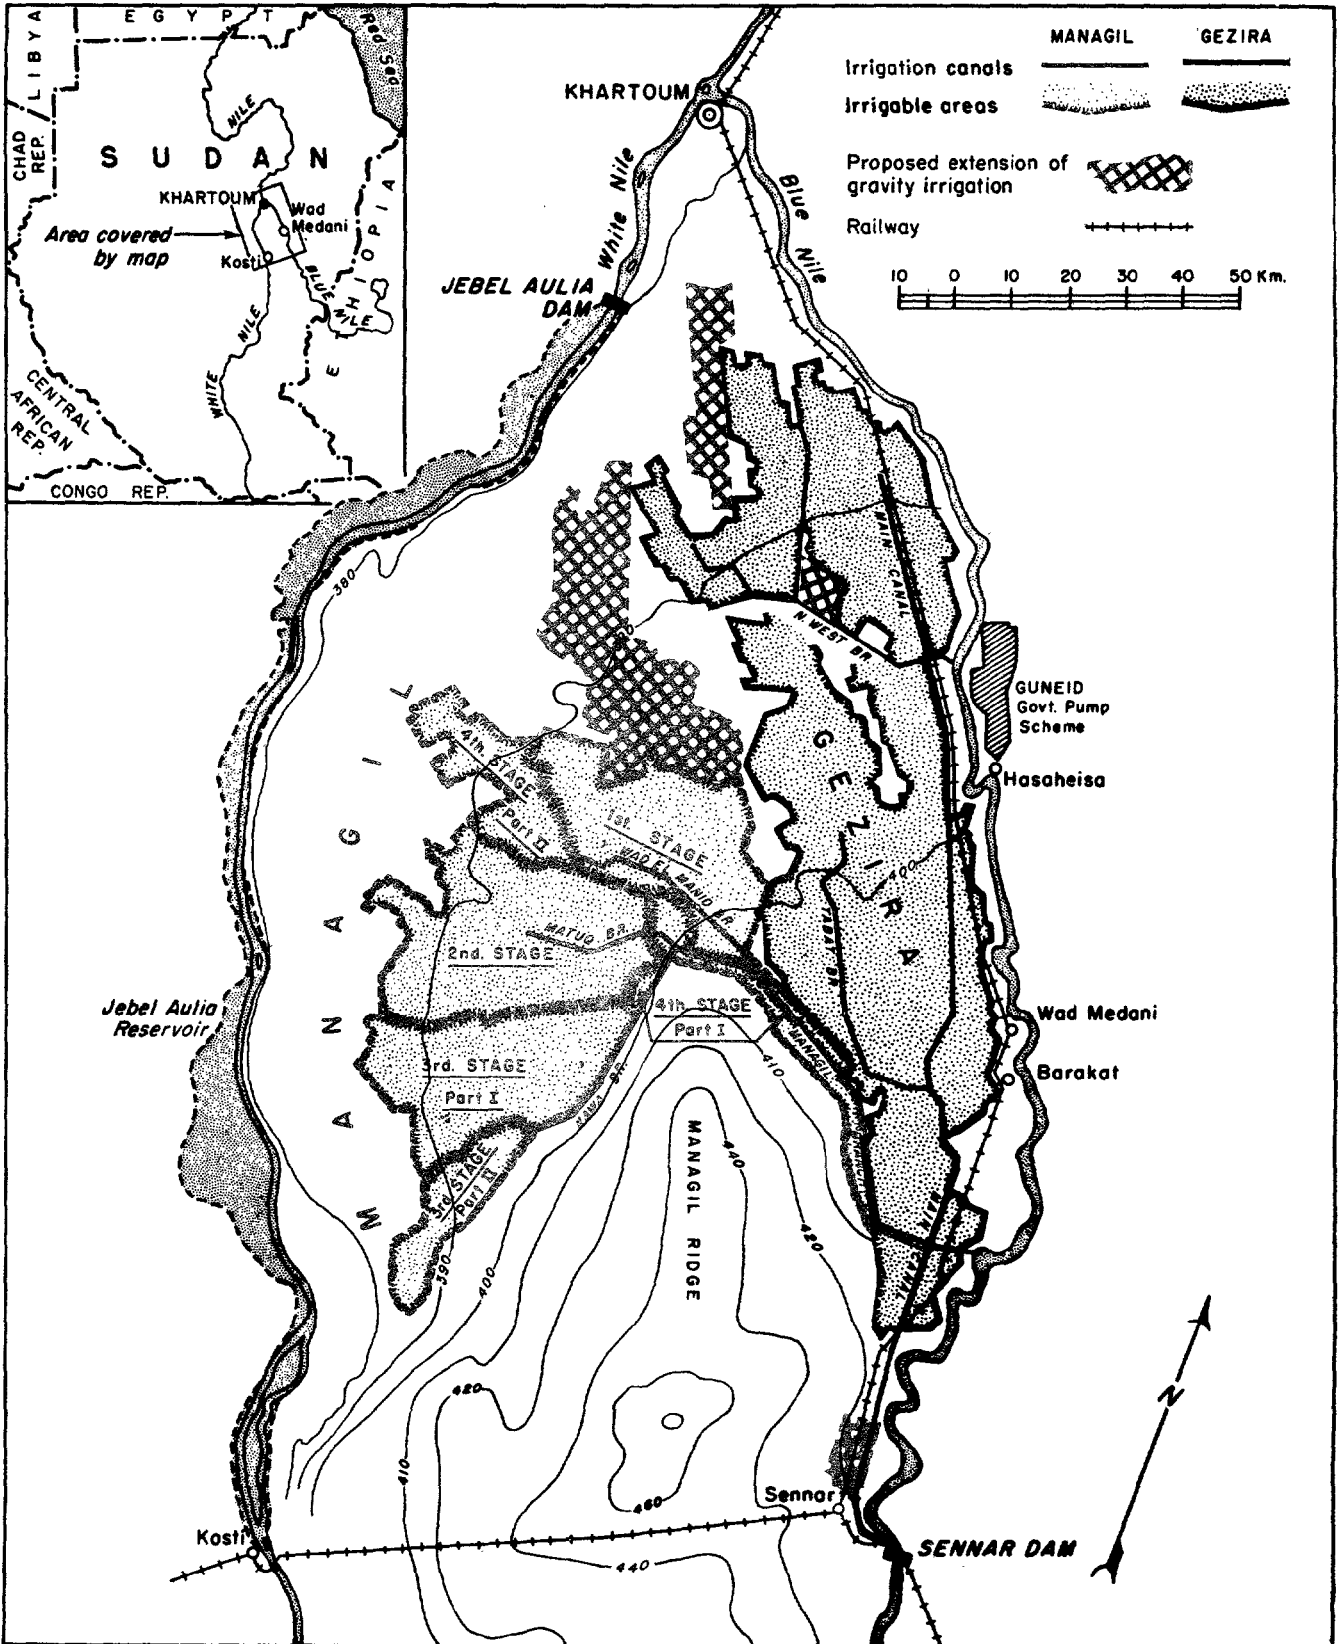 LIBYA
EGYPT
Red Sea
CHAD
REP.
NILE
SUDAN
KHARTOUM
Wad
Medani
Area covered
by map
Kosti
BLUE
NILE
ETHIOPIA
WHITE
NILE
CENTRAL
AFRICAN
REP.
CONGO REP.
MANAGIL GEZIRA
Irrigation canals
Irrigable areas
Proposed extension of
gravity irrigation
Railway
10 0 10 20 30 40 50 Km.
KHARTOUM
White Nile
Blue Nile
JEBEL AULIA
DAM
380
MAIN CANAL
N. WEST BR.
GUNEID
Govt. Pump
Scheme
Hasaheisa
MANAGIL
GEZIRA
4th. STAGE
Part II
1st. STAGE
WAD EL MANIO BR.
400
TABAT BR.
MATUQ BR.
2nd. STAGE
4th. STAGE
Part I
MANAGIL
Jebel Aulia
Reservoir
Wad Medani
Barakat
3rd. STAGE
Part I
410
3rd. STAGE
Part II
BR.
MANAGIL RIDGE
440
420
MAIN CANAL
390
400
420
410
460
440
N
Sennar
Kosti
SENNAR DAM